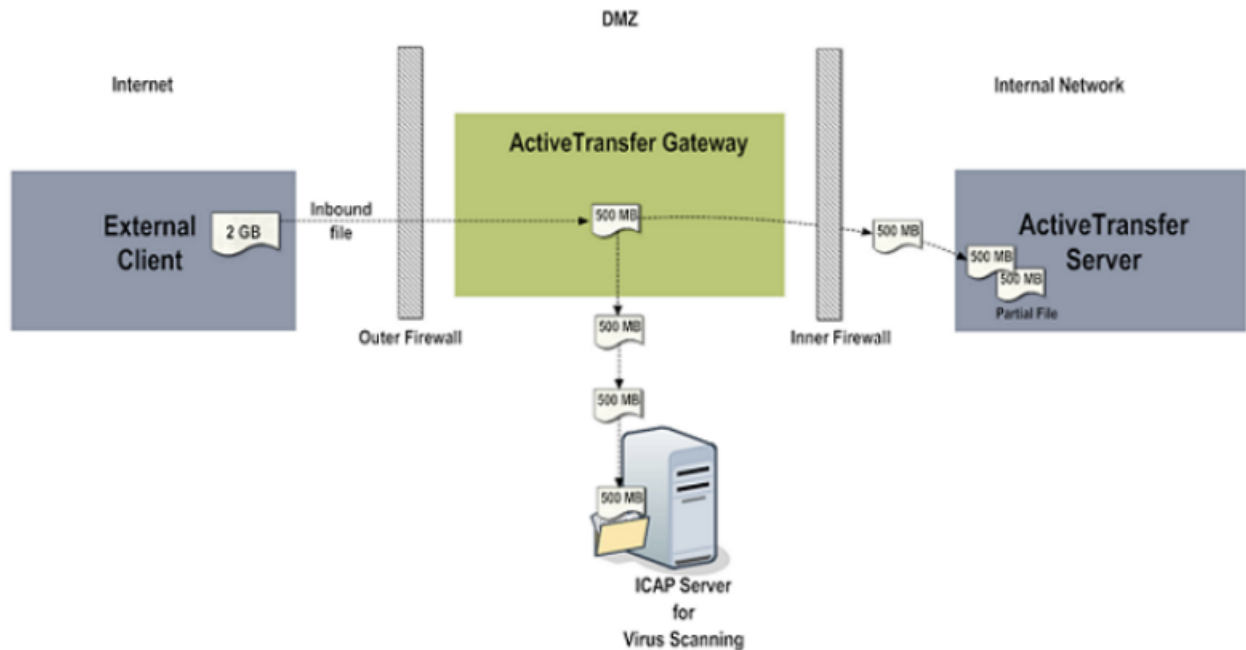 DMZ
Internet
Internal Network
ActiveTransfer Gateway
External
Client
2 GB
Inbound
file
500 MB
500 MB
ActiveTransfer
Server
500 MB
500 MB
Partial File
Outer Firewall
Inner Firewall
500 MB
500 MB
500 MB
ICAP Server
for
Virus Scanning